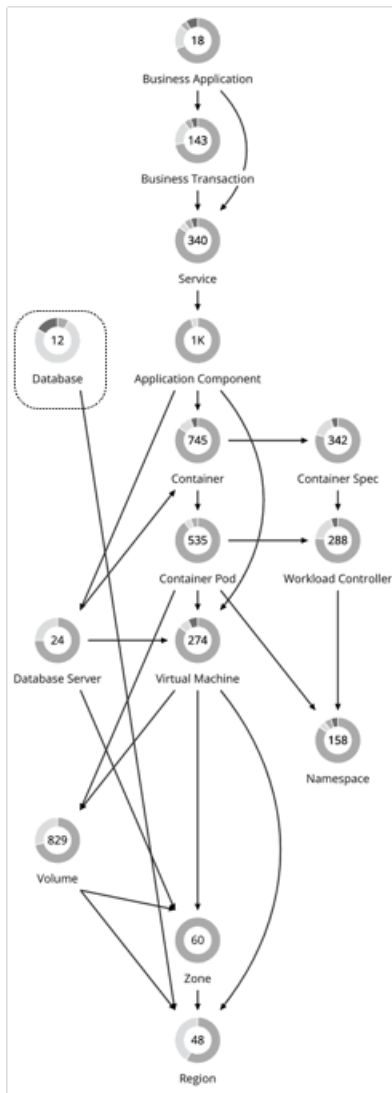 18
Business Application
143
Business Transaction
340
Service
12
Database
1K
Application Component
745
Container
342
Container Spec
535
Container Pod
288
Workload Controller
24
Database Server
274
Virtual Machine
158
Namespace
829
Volume
60
Zone
48
Region